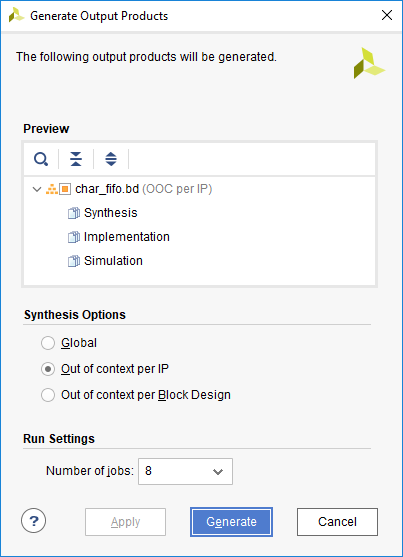 Generate Output Products
The following output products will be generated.
Preview
char_fifo.bd (OOC per IP)
Synthesis
Implementation
Simulation
Synthesis Options
Global
Out of context per IP
Out of context per Block Design
Run Settings
Number of jobs: 8
? Apply Generate Cancel